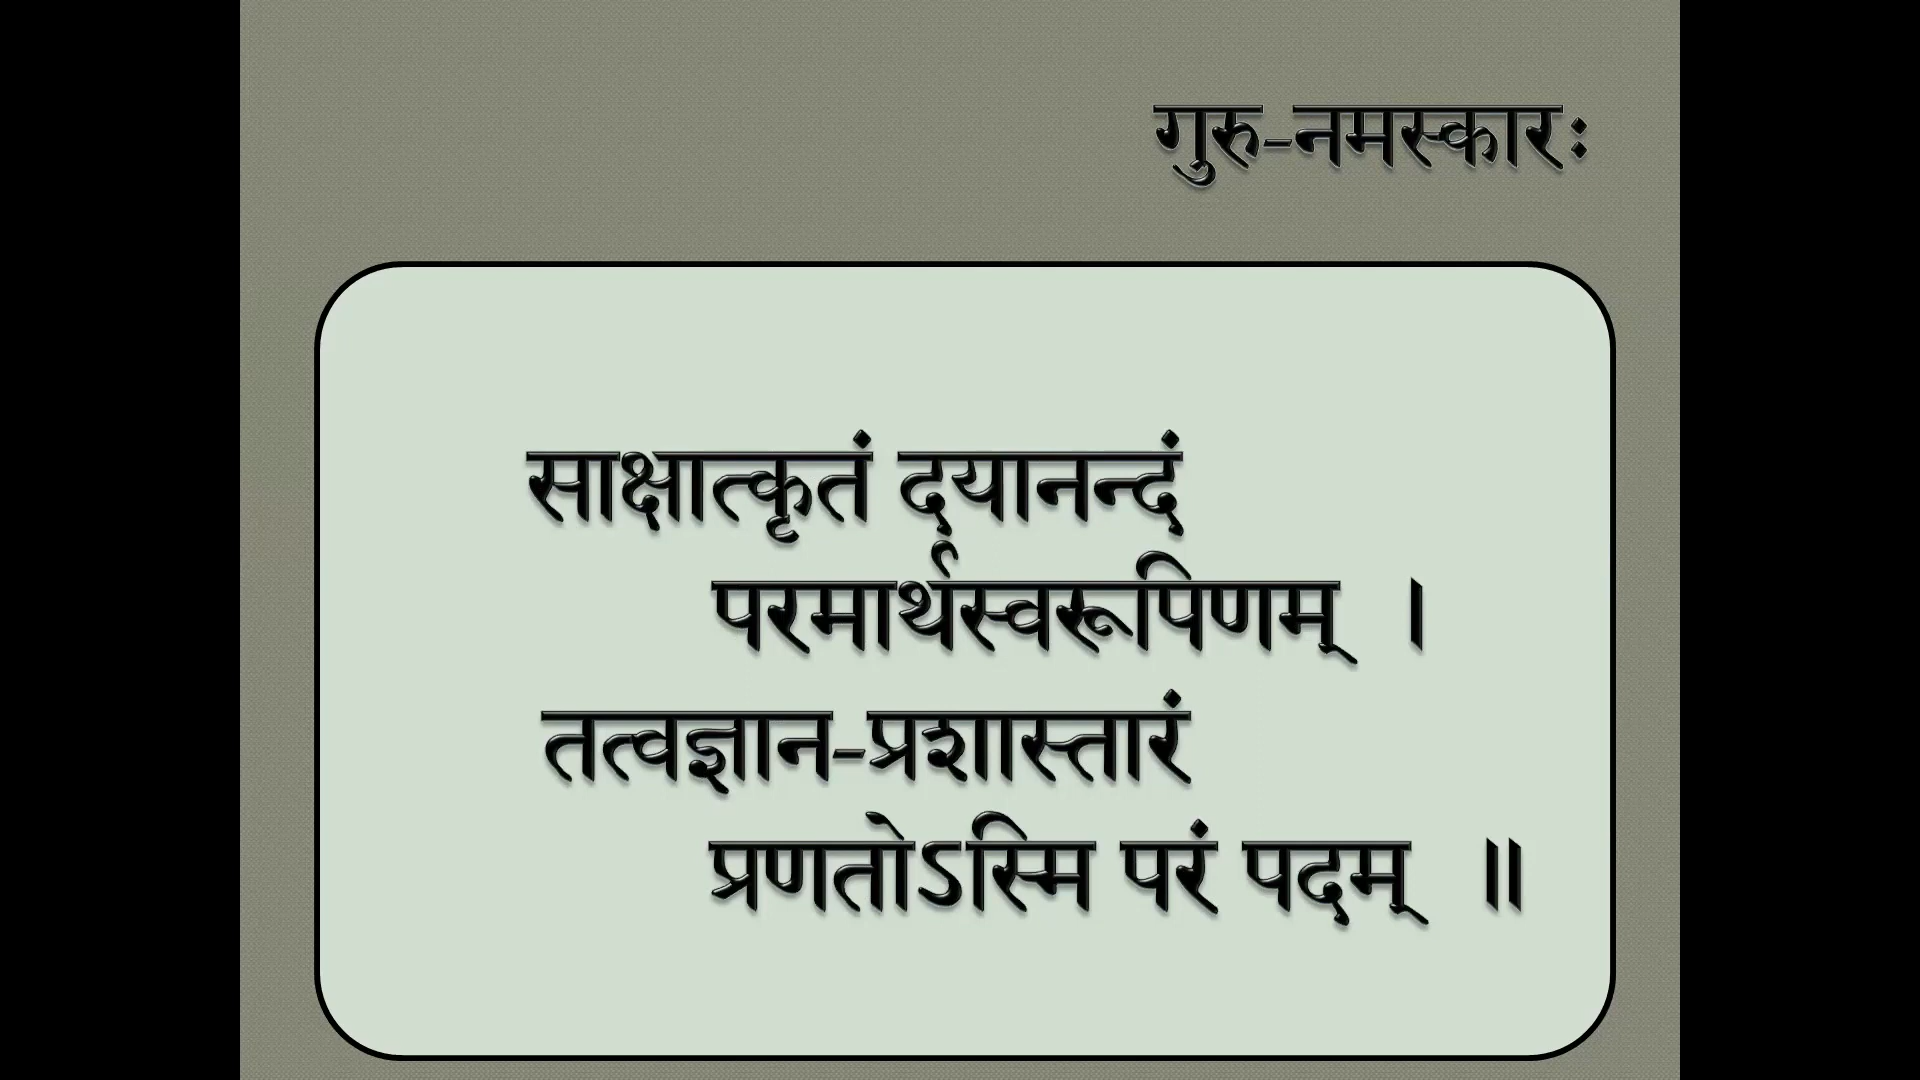 गुरु-नमस्कारः
साक्षात्कृतं दयानन्दं
परमार्थस्वरूपिणम् ।
तत्वज्ञान-प्रशास्तारं
प्रणतोऽस्मि परं पदम् ॥